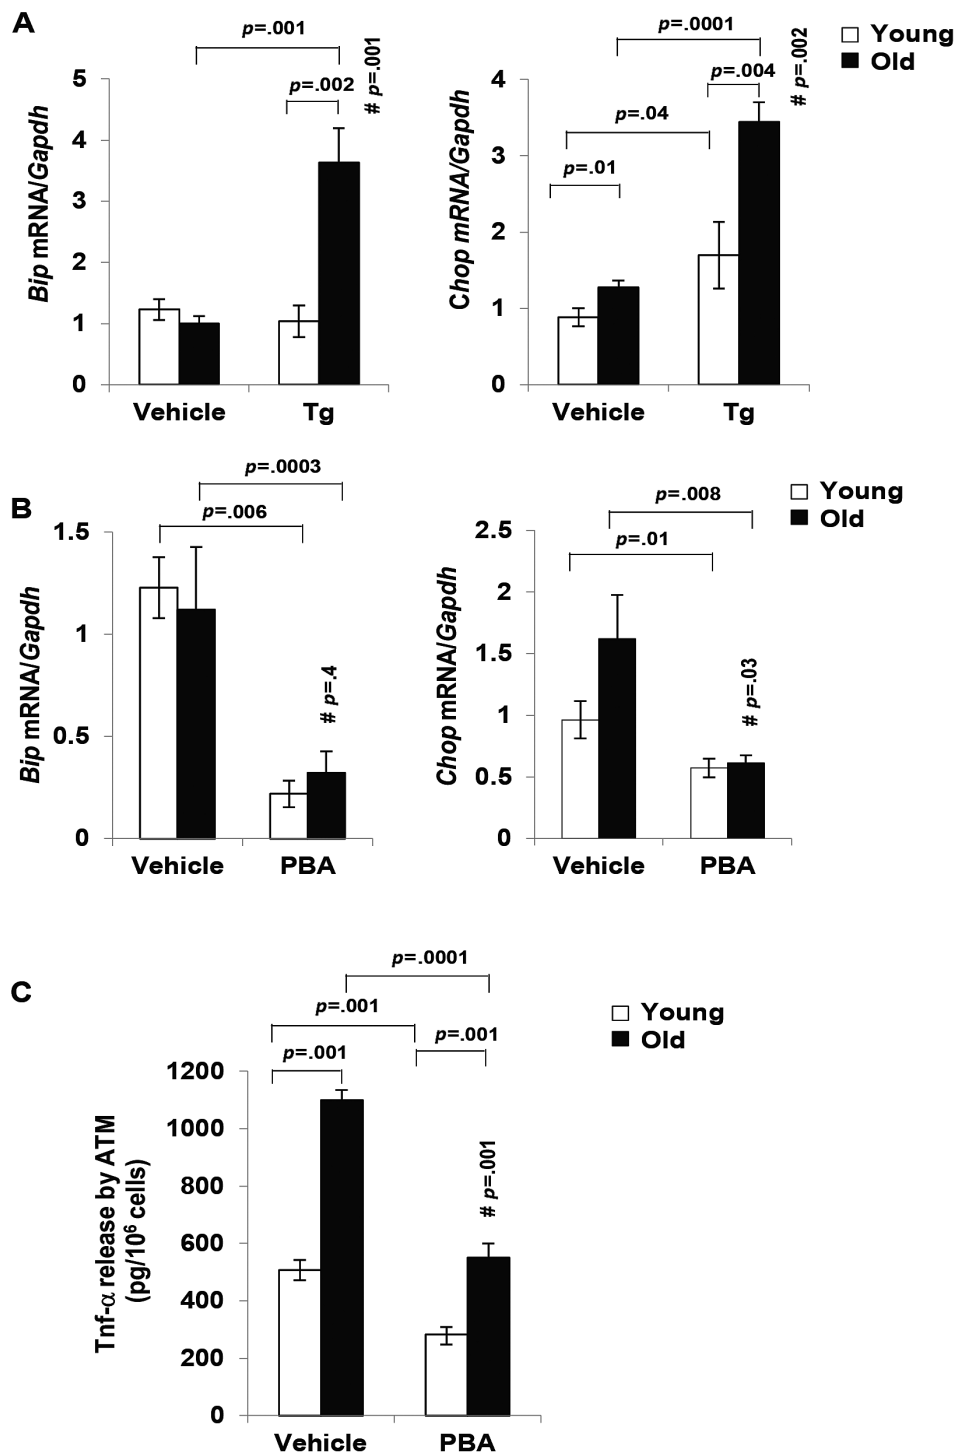 A
p=.001
p=.002
# p=.001
Bip mRNA/Gapdh
5
4
3
2
1
0
Vehicle
Tg
p=.0001
p=.004
# p=.002
p=.04
p=.01
Chop mRNA/Gapdh
4
3
2
1
0
Vehicle
Tg
Young
Old
B
p=.0003
p=.006
# p=.4
Bip mRNA/Gapdh
1.5
1
0.5
0
Vehicle
PBA
p=.008
p=.01
# p=.03
Chop mRNA/Gapdh
2.5
2
1.5
1
0.5
0
Vehicle
PBA
Young
Old
C
p=.0001
p=.001
p=.001
p=.001
# p=.001
Tnf-α release by ATM
(pg/10⁶ cells)
1200
1000
800
600
400
200
0
Vehicle
PBA
Young
Old